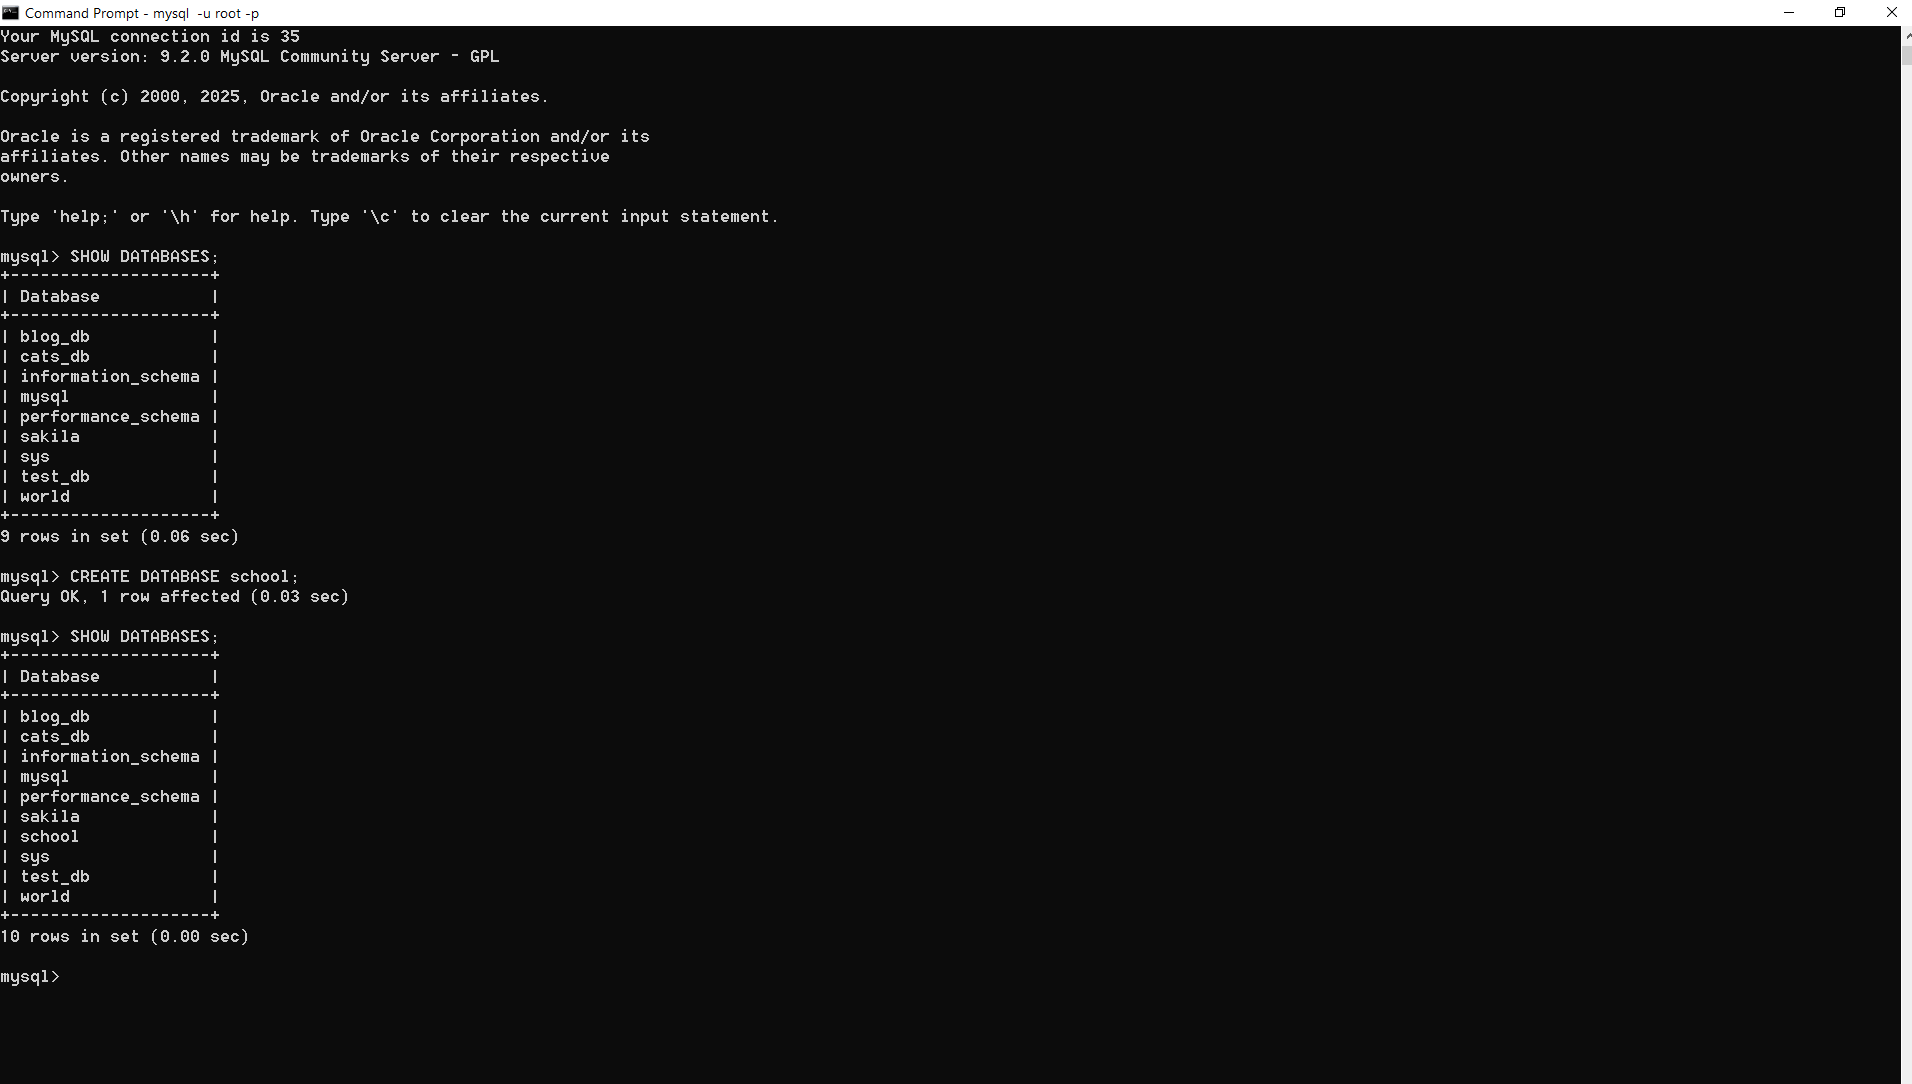 Command Prompt - mysql  -u root -p
Your MySQL connection id is 35
Server version: 9.2.0 MySQL Community Server - GPL
Copyright (c) 2000, 2025, Oracle and/or its affiliates.
Oracle is a registered trademark of Oracle Corporation and/or its
affiliates. Other names may be trademarks of their respective
owners.
Type 'help;' or '\h' for help. Type '\c' to clear the current input statement.
mysql> SHOW DATABASES;
+--------------------+
| Database           |
+--------------------+
| blog_db            |
| cats_db            |
| information_schema |
| mysql              |
| performance_schema |
| sakila             |
| sys                |
| test_db            |
| world              |
+--------------------+
9 rows in set (0.06 sec)
mysql> CREATE DATABASE school;
Query OK, 1 row affected (0.03 sec)
mysql> SHOW DATABASES;
+--------------------+
| Database           |
+--------------------+
| blog_db            |
| cats_db            |
| information_schema |
| mysql              |
| performance_schema |
| sakila             |
| school             |
| sys                |
| test_db            |
| world              |
+--------------------+
10 rows in set (0.00 sec)
mysql>